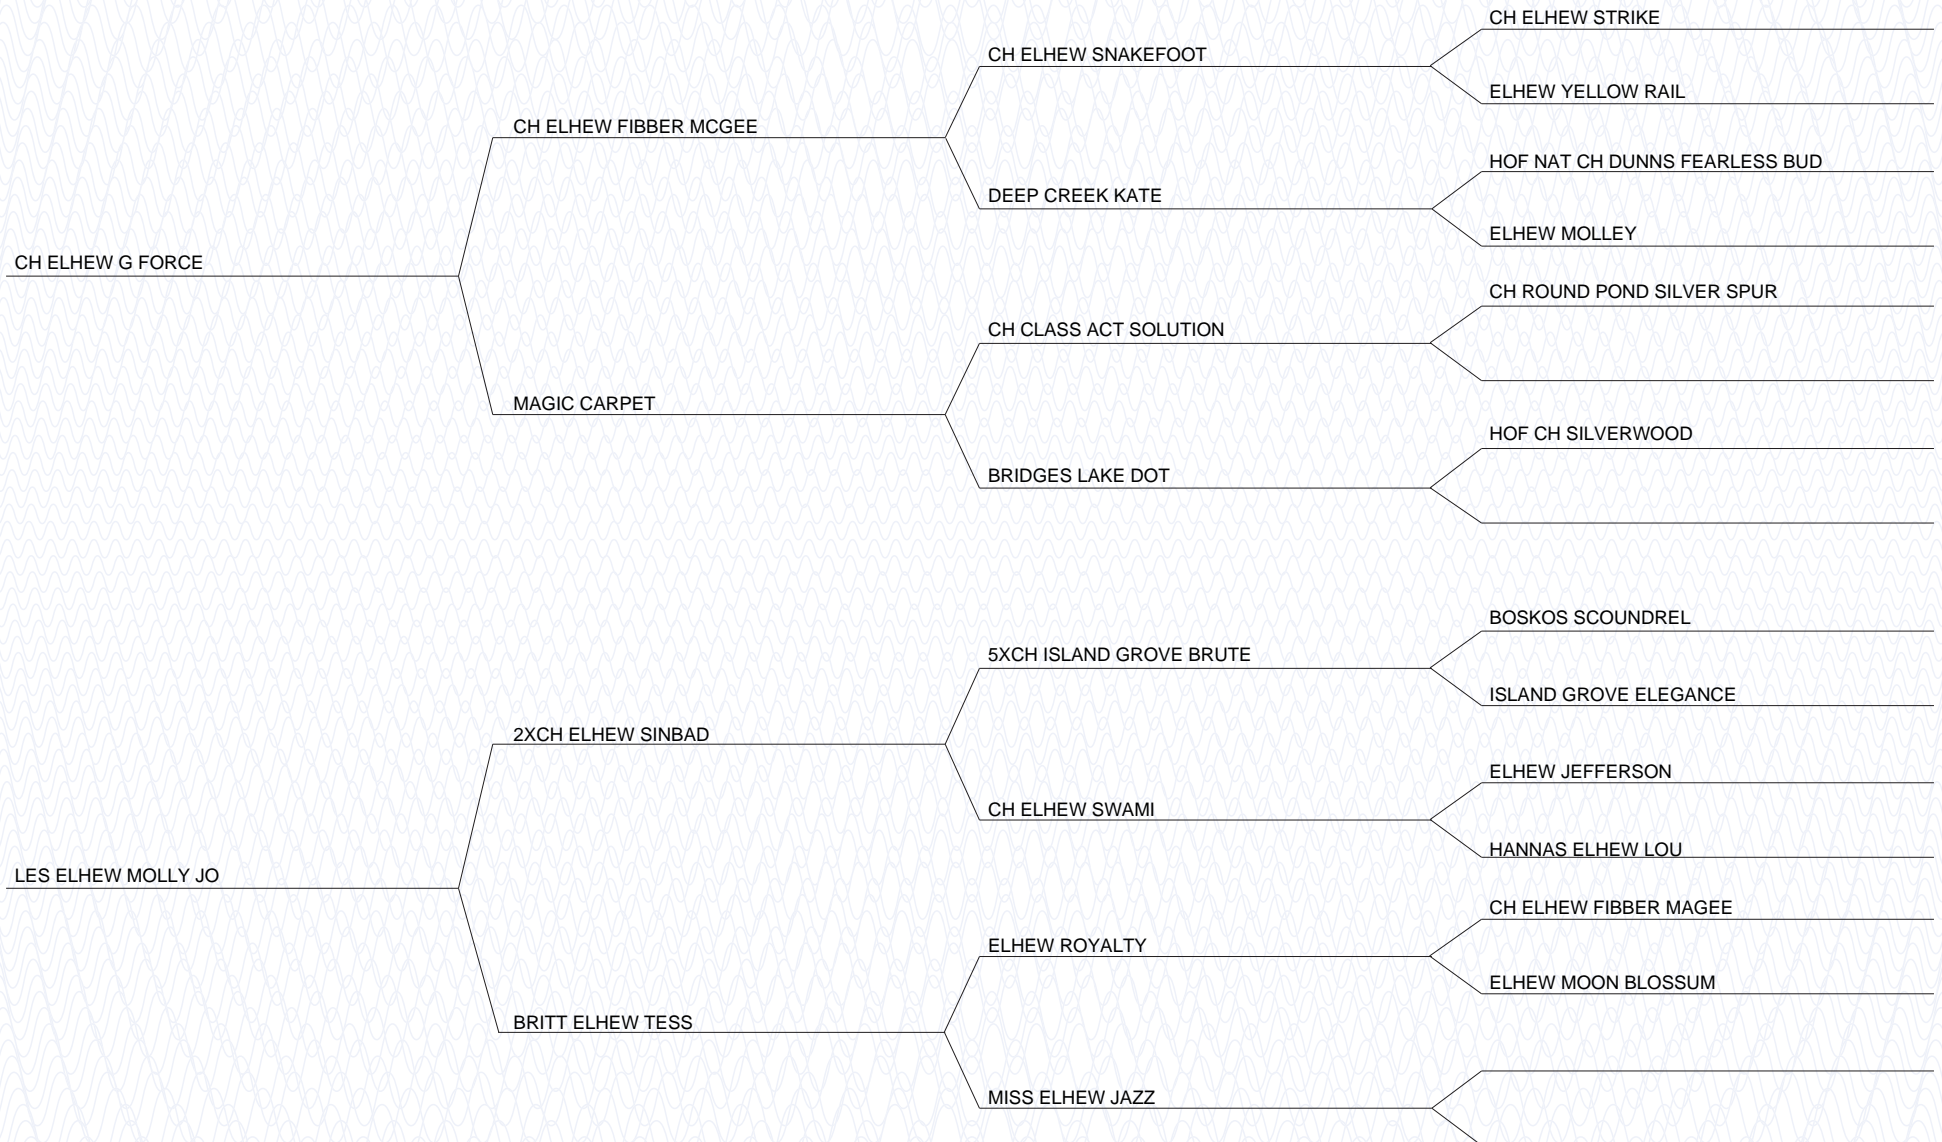 CH ELHEW STRIKE
CH ELHEW SNAKEFOOT
ELHEW YELLOW RAIL
CH ELHEW FIBBER MCGEE
HOF NAT CH DUNNS FEARLESS BUD
DEEP CREEK KATE
ELHEW MOLLEY
CH ELHEW G FORCE
CH ROUND POND SILVER SPUR
CH CLASS ACT SOLUTION
MAGIC CARPET
HOF CH SILVERWOOD
BRIDGES LAKE DOT
BOSKOS SCOUNDREL
5XCH ISLAND GROVE BRUTE
ISLAND GROVE ELEGANCE
2XCH ELHEW SINBAD
ELHEW JEFFERSON
CH ELHEW SWAMI
HANNAS ELHEW LOU
LES ELHEW MOLLY JO
CH ELHEW FIBBER MAGEE
ELHEW ROYALTY
ELHEW MOON BLOSSUM
BRITT ELHEW TESS
MISS ELHEW JAZZ